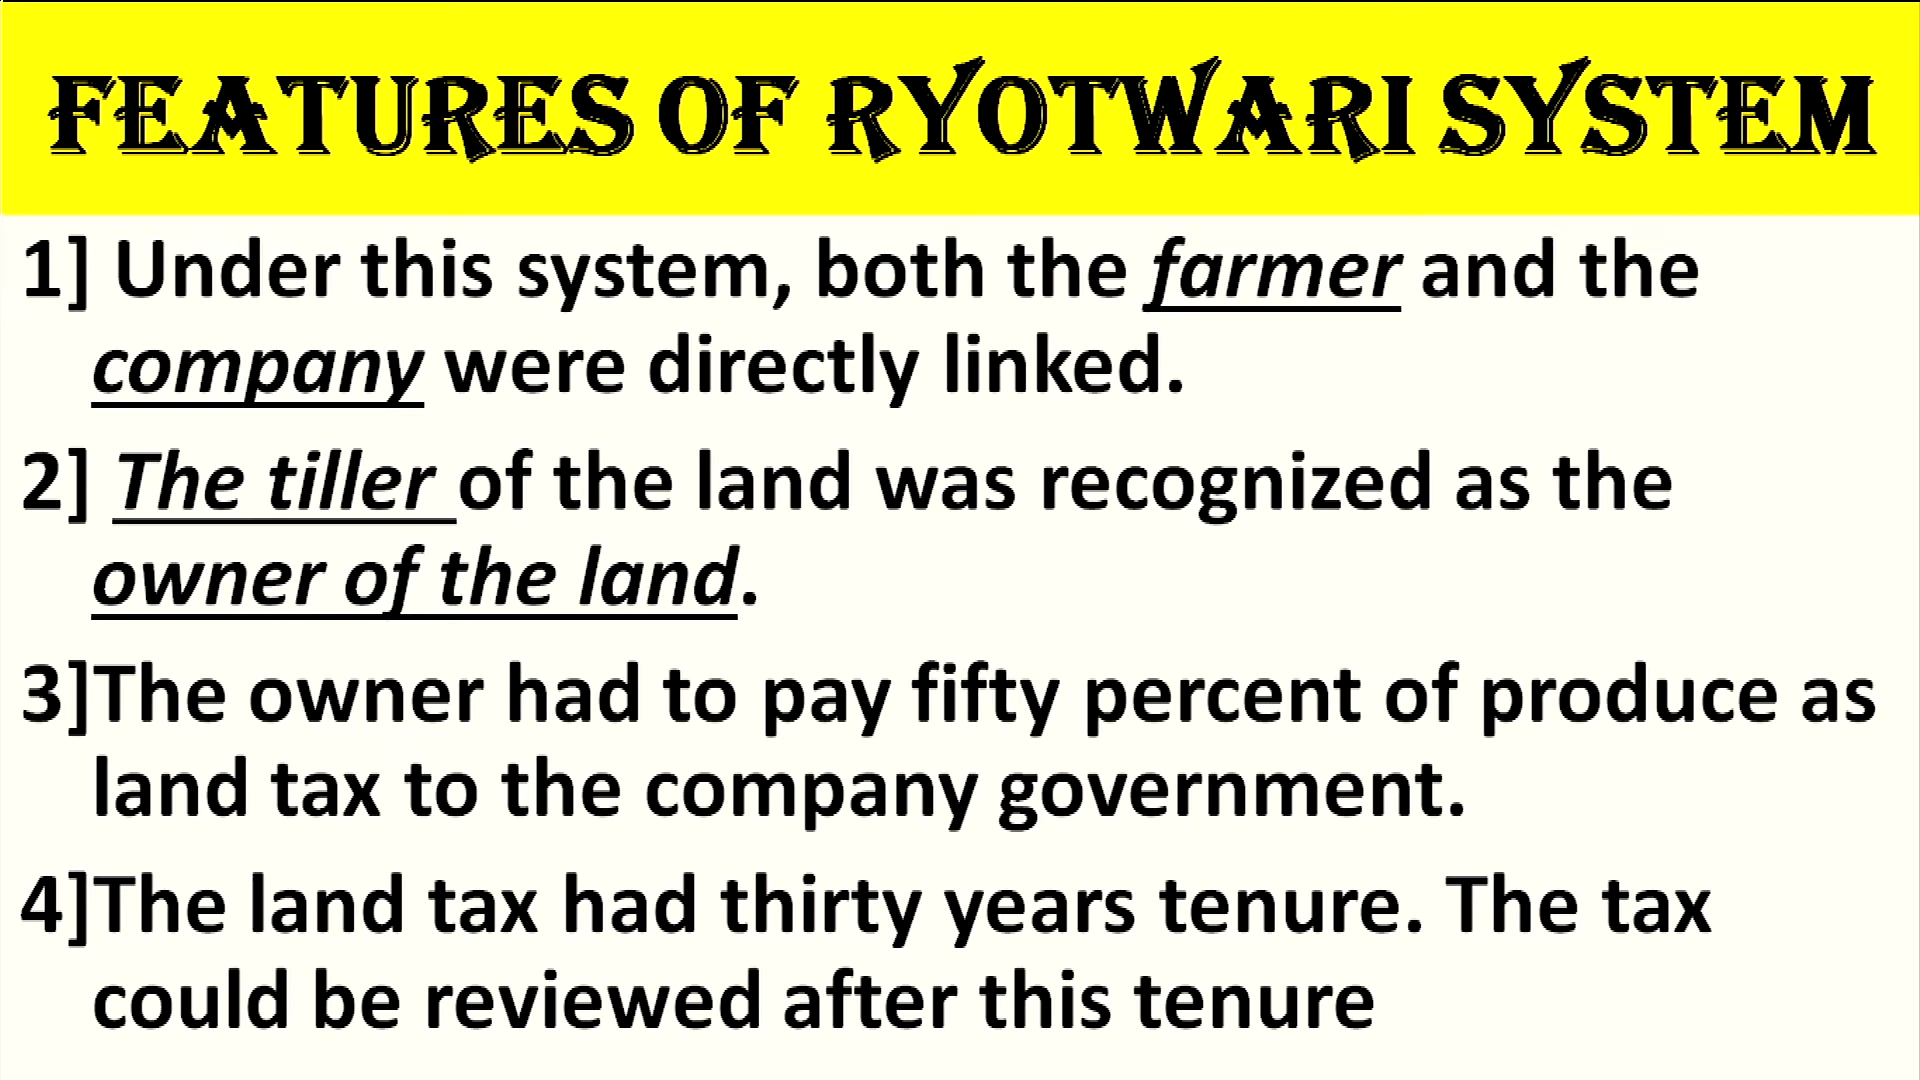 FEATURES OF RYOTWARI SYSTEM
1] Under this system, both the farmer and the
company were directly linked.
2] The tiller of the land was recognized as the
owner of the land.
3]The owner had to pay fifty percent of produce as
land tax to the company government.
4]The land tax had thirty years tenure. The tax
could be reviewed after this tenure